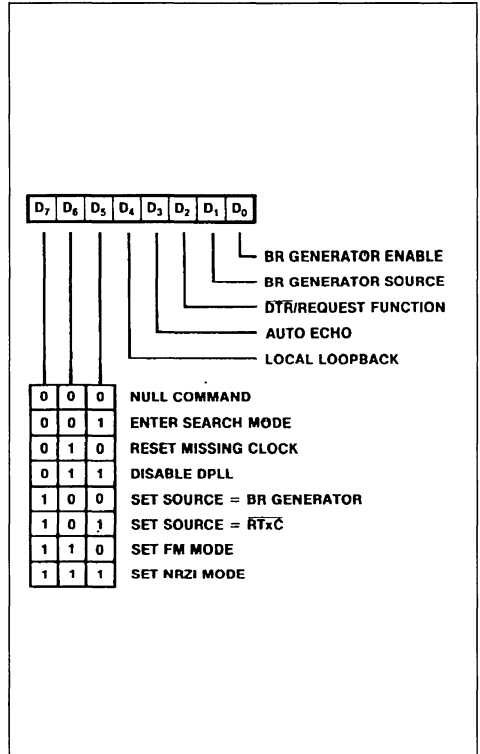 D7 D6 D5 D4 D3 D2 D1 D0
BR GENERATOR ENABLE
BR GENERATOR SOURCE
D̅T̅R̅/REQUEST FUNCTION
AUTO ECHO
LOCAL LOOPBACK
0 0 0 NULL COMMAND
0 0 1 ENTER SEARCH MODE
0 1 0 RESET MISSING CLOCK
0 1 1 DISABLE DPLL
1 0 0 SET SOURCE = BR GENERATOR
1 0 1 SET SOURCE = R̅T̅x̅C̅
1 1 0 SET FM MODE
1 1 1 SET NRZI MODE